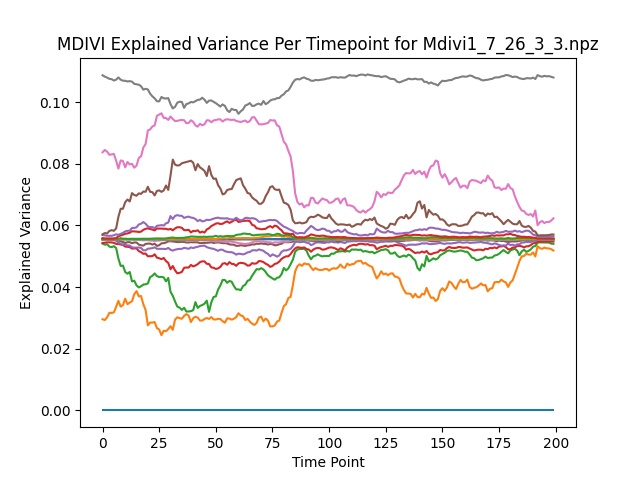 MDIVI Explained Variance Per Timepoint for Mdivi1_7_26_3_3.npz
Explained Variance
0.10
0.08
0.06
0.04
0.02
0.00
0 25 50 75 100 125 150 175 200
Time Point